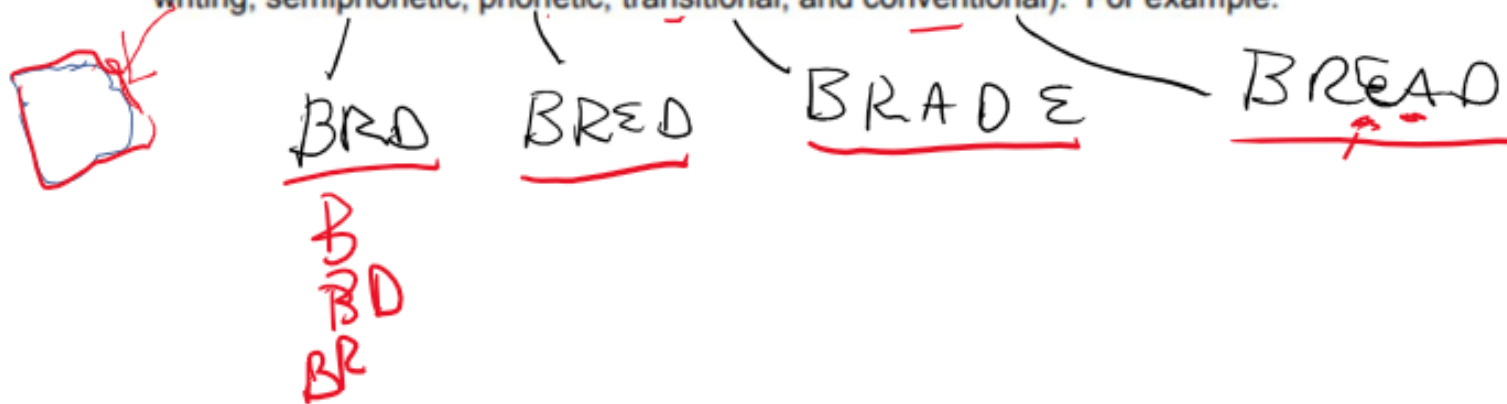 writing, semiphonetic, phonetic, transitional, and conventional). For example:
BRD BRED BRADE BREAD
B
BD
BR